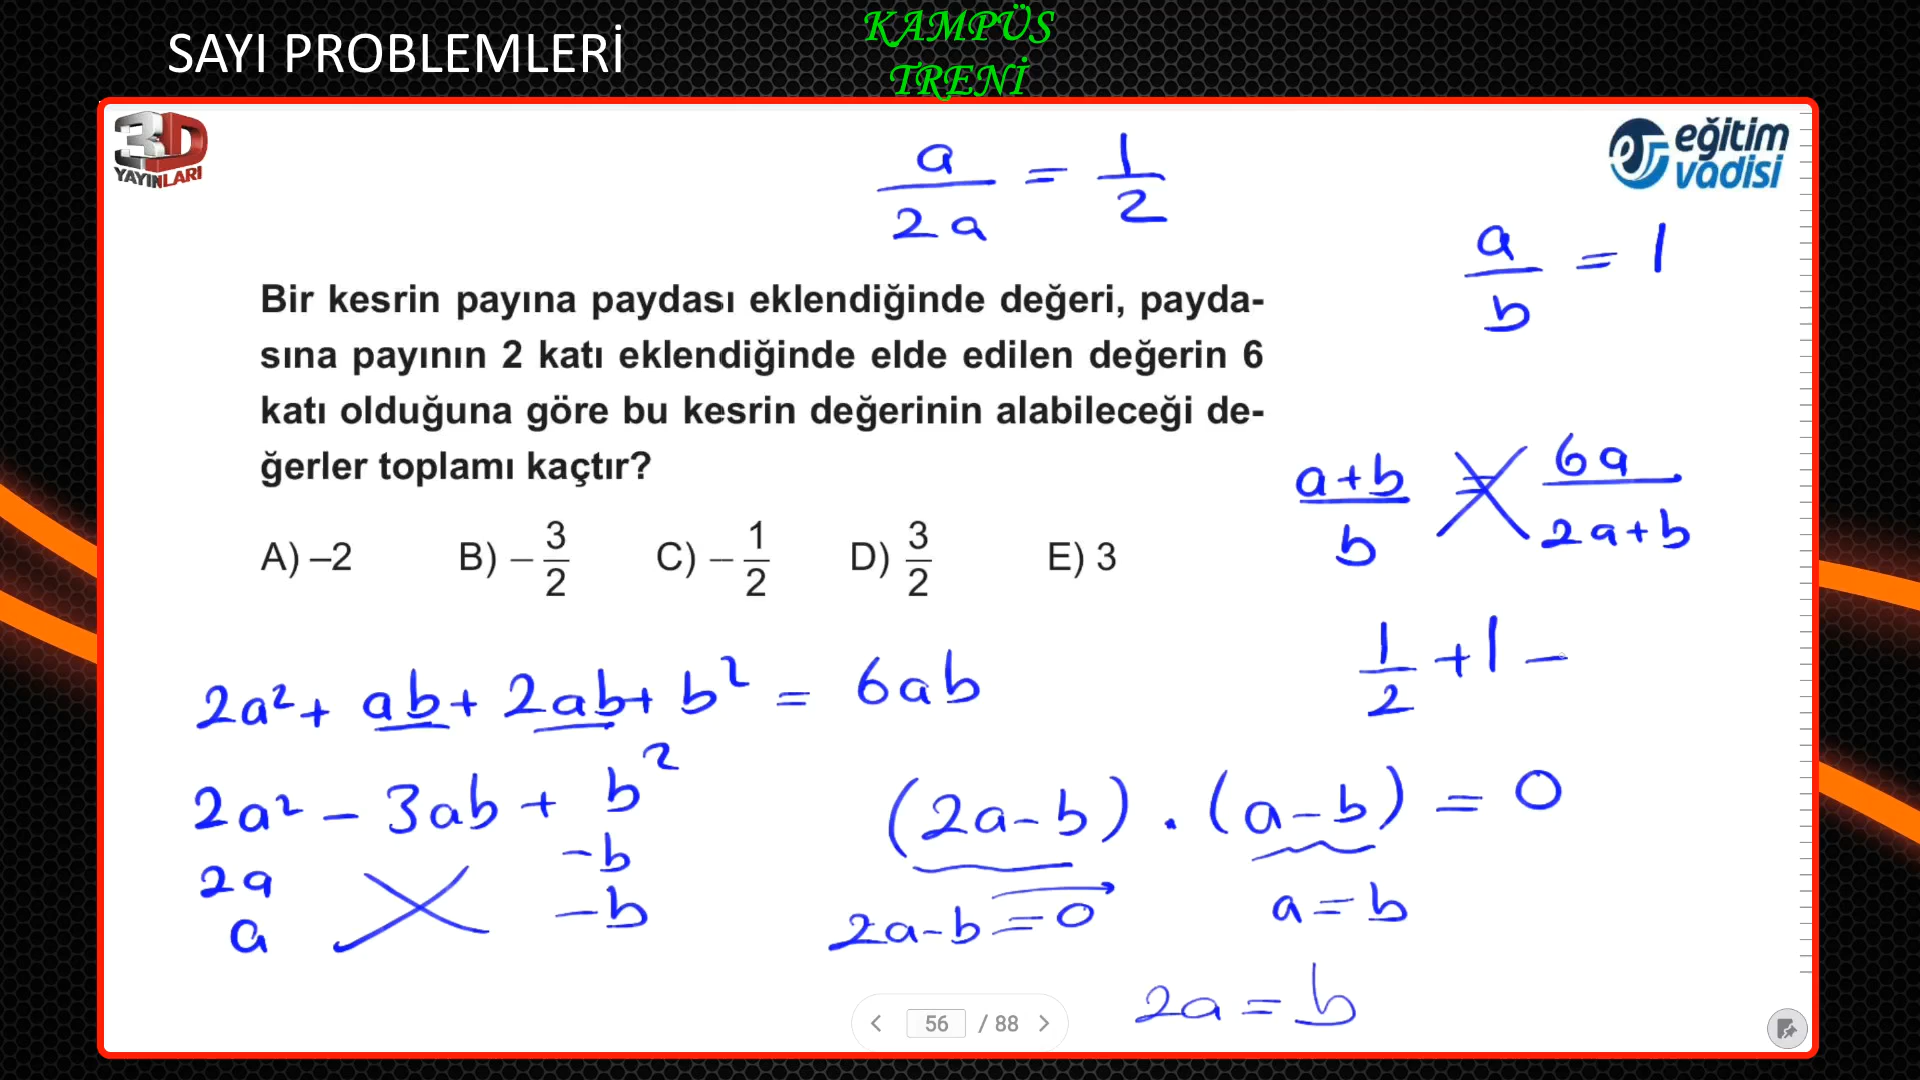 SAYI PROBLEMLERİ
KAMPÜS
TRENİ
3D
YAYINLARI
eğitim
vadisi
a/2a = 1/2
a/b = 1
Bir kesrin payına paydası eklendiğinde değeri, payda-
sına payının 2 katı eklendiğinde elde edilen değerin 6
katı olduğuna göre bu kesrin değerinin alabileceği de-
ğerler toplamı kaçtır?
A) –2 B) –3/2 C) –1/2 D) 3/2 E) 3
a+b/b = 6a/2a+b
1/2 + 1 –
2a² + ab + 2ab + b² = 6ab
2a² – 3ab + b²
2a –b
a –b
(2a–b) . (a–b) = 0
2a–b = 0
a = b
2a = b
56 / 88